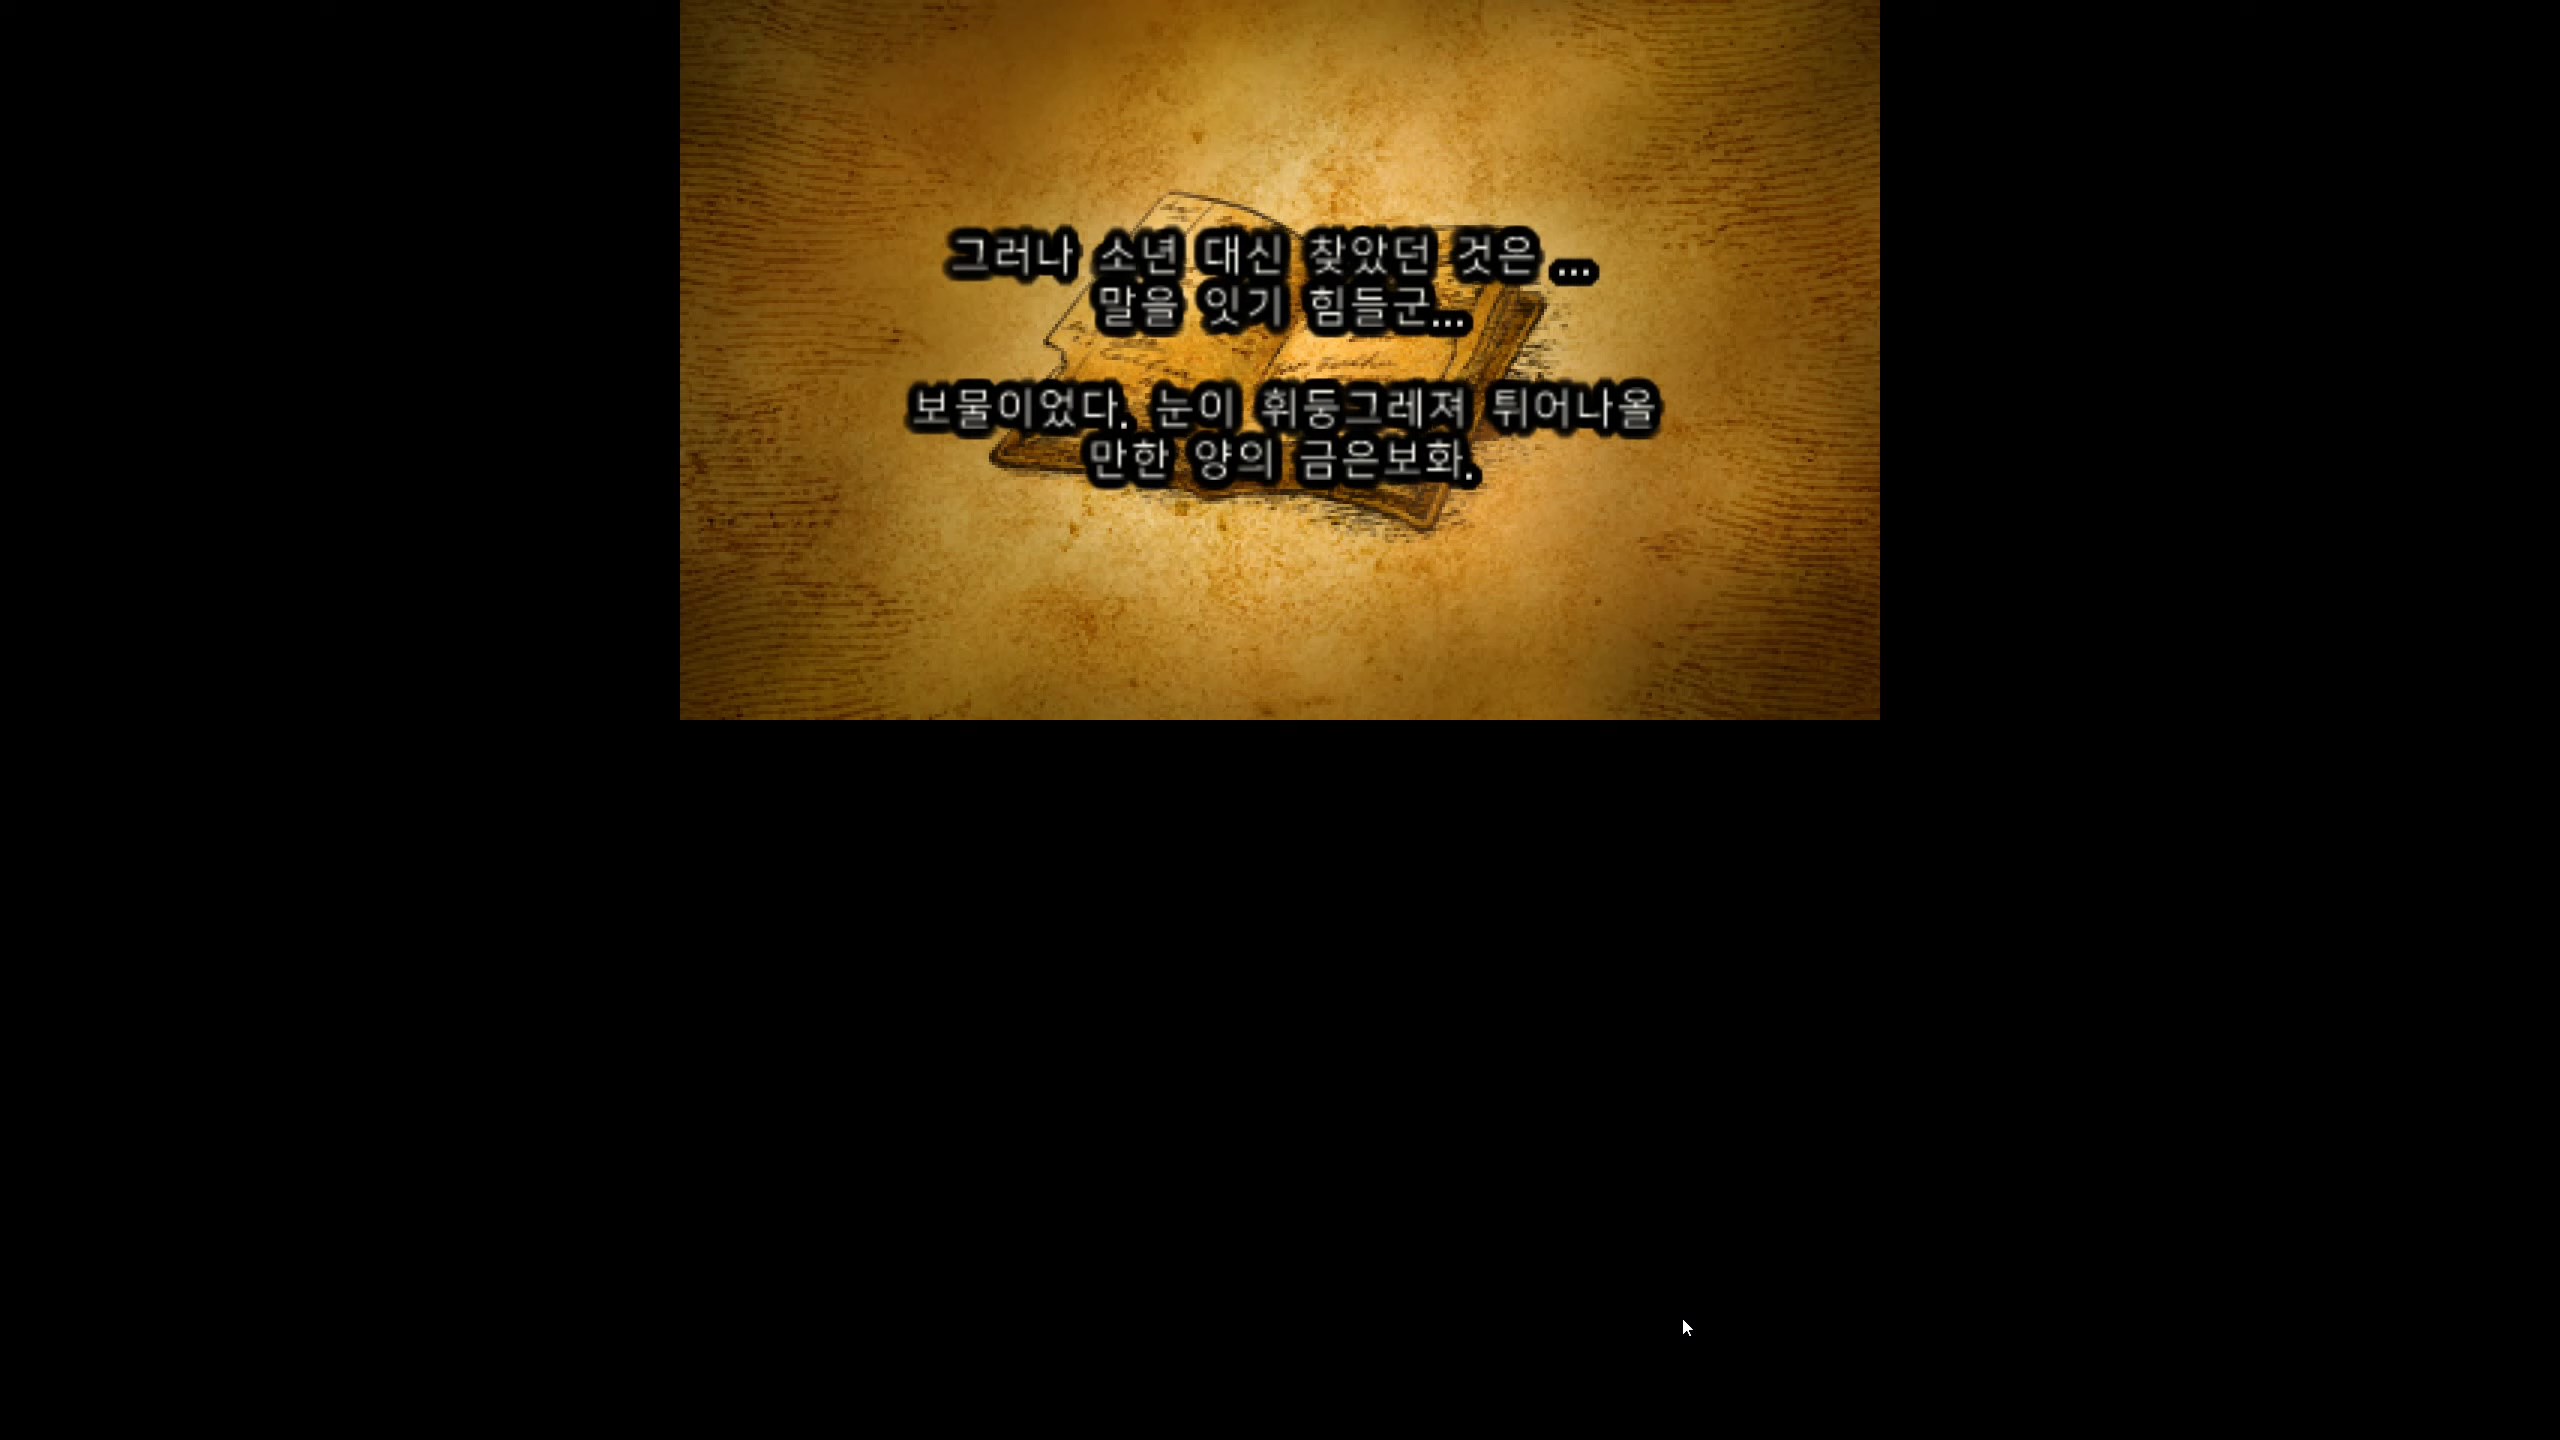 그러나 소년 대신 찾았던 것은...
말을 잇기 힘들군...
보물이었다. 눈이 휘둥그레져 튀어나올
만한 양의 금은보화.